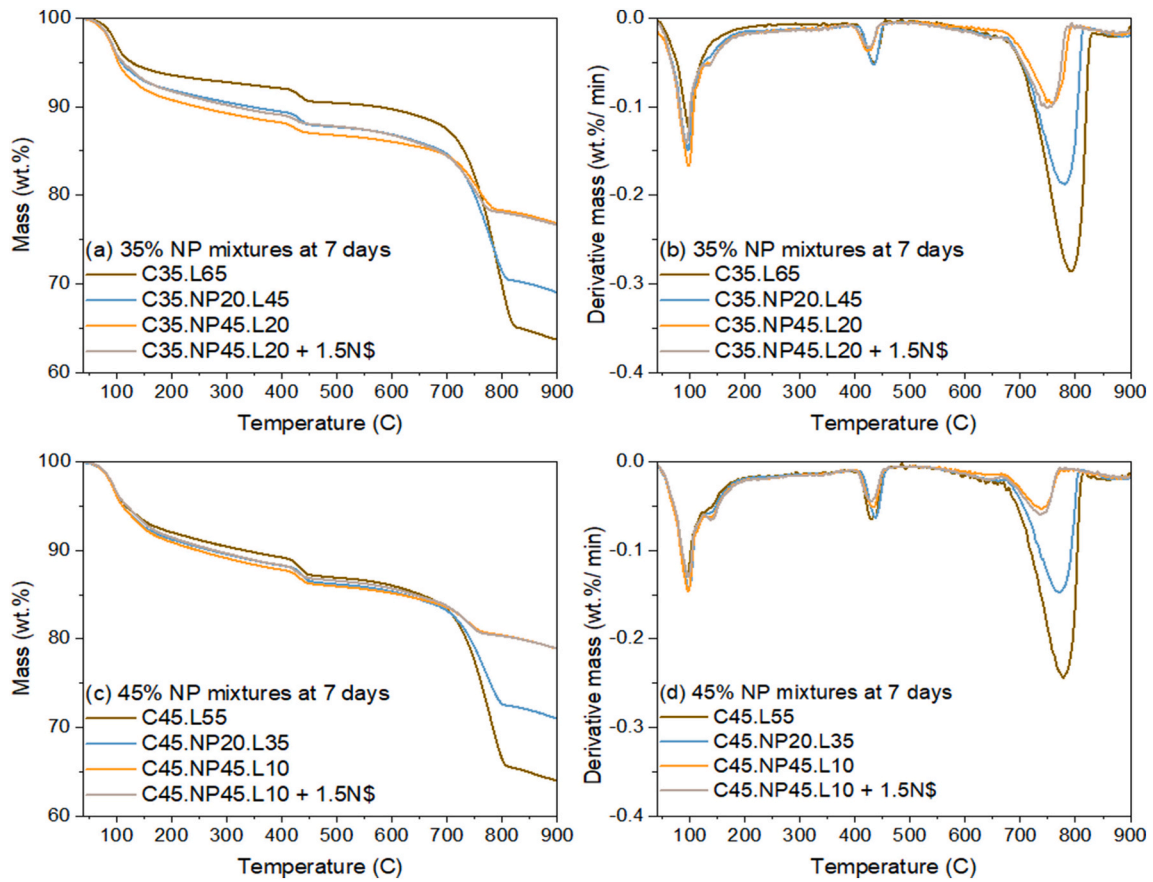 100
90
80
70
60
Mass (wt.%)
(a) 35% NP mixtures at 7 days
C35.L65
C35.NP20.L45
C35.NP45.L20
C35.NP45.L20 + 1.5N$
100 200 300 400 500 600 700 800 900
Temperature (C)
0.0
-0.1
-0.2
-0.3
-0.4
Derivative mass (wt.%/ min)
(b) 35% NP mixtures at 7 days
C35.L65
C35.NP20.L45
C35.NP45.L20
C35.NP45.L20 + 1.5N$
100 200 300 400 500 600 700 800 900
Temperature (C)
100
90
80
70
60
Mass (wt.%)
(c) 45% NP mixtures at 7 days
C45.L55
C45.NP20.L35
C45.NP45.L10
C45.NP45.L10 + 1.5N$
100 200 300 400 500 600 700 800 900
Temperature (C)
0.0
-0.1
-0.2
-0.3
-0.4
Derivative mass (wt.%/ min)
(d) 45% NP mixtures at 7 days
C45.L55
C45.NP20.L35
C45.NP45.L10
C45.NP45.L10 + 1.5N$
100 200 300 400 500 600 700 800 900
Temperature (C)